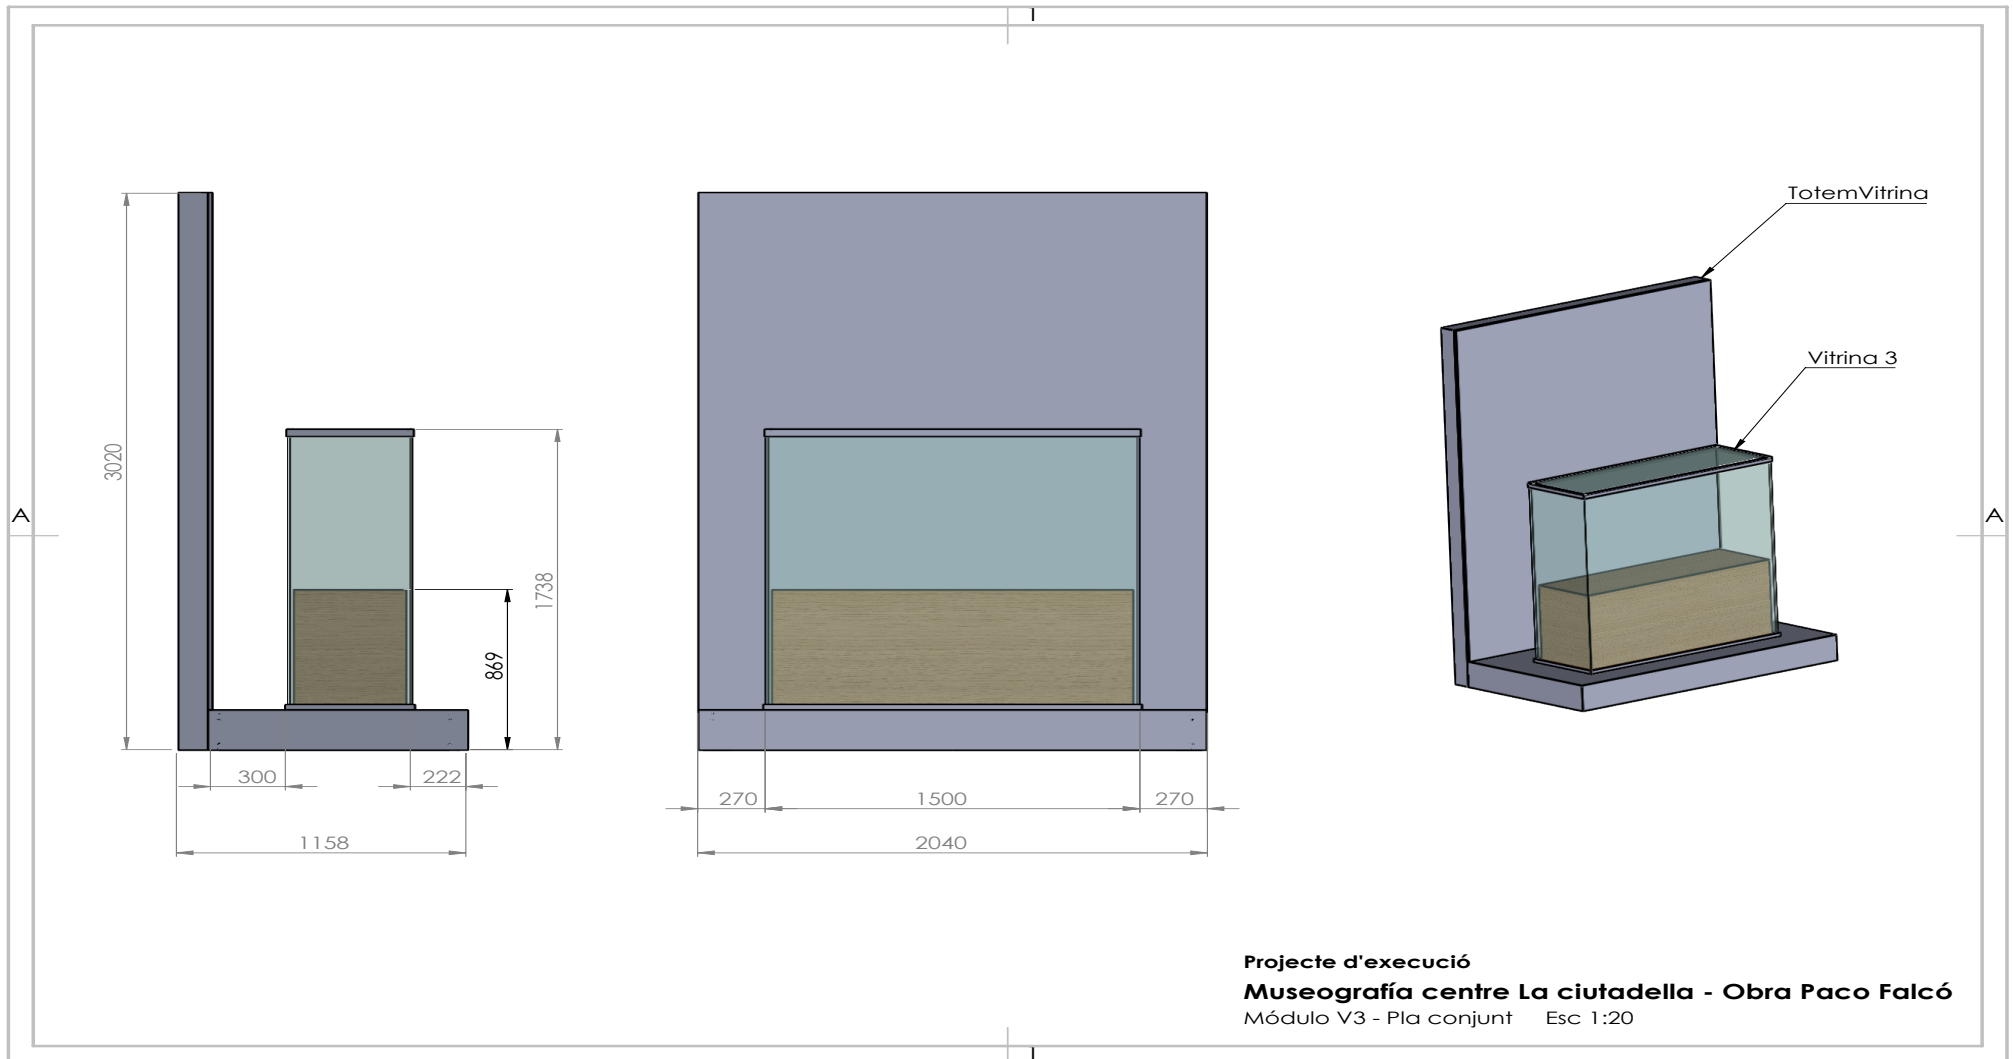 TotemVitrina
Vitrina 3
A
A
3020
1738
869
300
222
1158
270
1500
270
2040
Projecte d'execució
Museografía centre La ciutadella - Obra Paco Falcó
Módulo V3 - Pla conjunt Esc 1:20